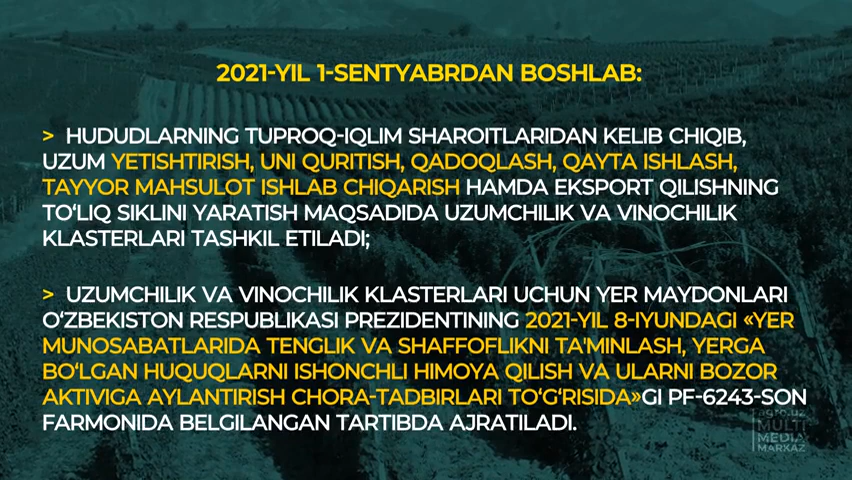 2021-YIL 1-SENTYABRDAN BOSHLAB:
> HUDUDLARNING TUPROQ-IQLIM SHAROITLARIDAN KELIB CHIQIB,
UZUM YETISHTIRISH, UNI QURITISH, QADOQLASH, QAYTA ISHLASH,
TAYYOR MAHSULOT ISHLAB CHIQARISH HAMDA EKSPORT QILISHNING
TO‘LIQ SIKLINI YARATISH MAQSADIDA UZUMCHILIK VA VINOCHILIK
KLASTERLARI TASHKIL ETILADI;
> UZUMCHILIK VA VINOCHILIK KLASTERLARI UCHUN YER MAYDONLARI
O‘ZBEKISTON RESPUBLIKASI PREZIDENTINING 2021-YIL 8-IYUNDAGI «YER
MUNOSABATLARIDA TENGLIK VA SHAFFOFLIKNI TA'MINLASH, YERGA
BO‘LGAN HUQUQLARNI ISHONCHLI HIMOYA QILISH VA ULARNI BOZOR
AKTIVIGA AYLANTIRISH CHORA-TADBIRLARI TO‘G‘RISIDA»GI PF-6243-SON
FARMONIDA BELGILANGAN TARTIBDA AJRATILADI.
agro.uz
MULTI
MEDIA
MARKAZ